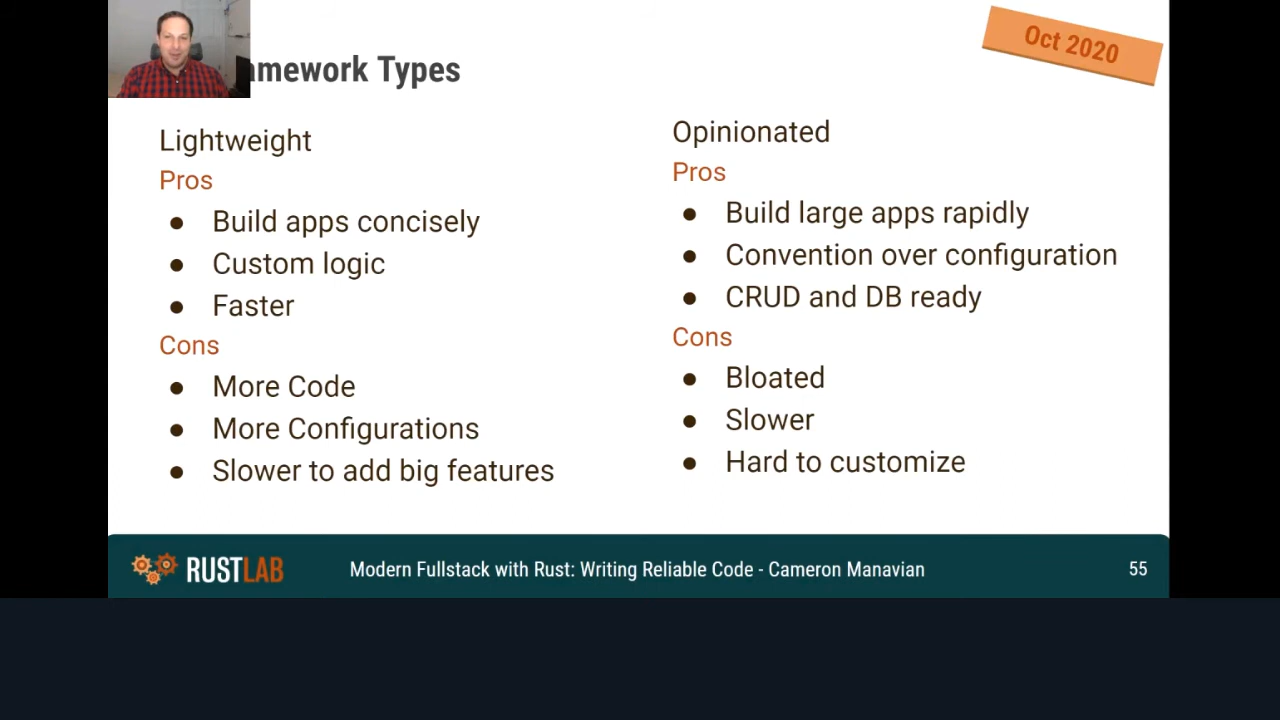 amework Types
Oct 2020
Lightweight
Pros
● Build apps concisely
● Custom logic
● Faster
Cons
● More Code
● More Configurations
● Slower to add big features
Opinionated
Pros
● Build large apps rapidly
● Convention over configuration
● CRUD and DB ready
Cons
● Bloated
● Slower
● Hard to customize
RUSTLAB
Modern Fullstack with Rust: Writing Reliable Code - Cameron Manavian
55